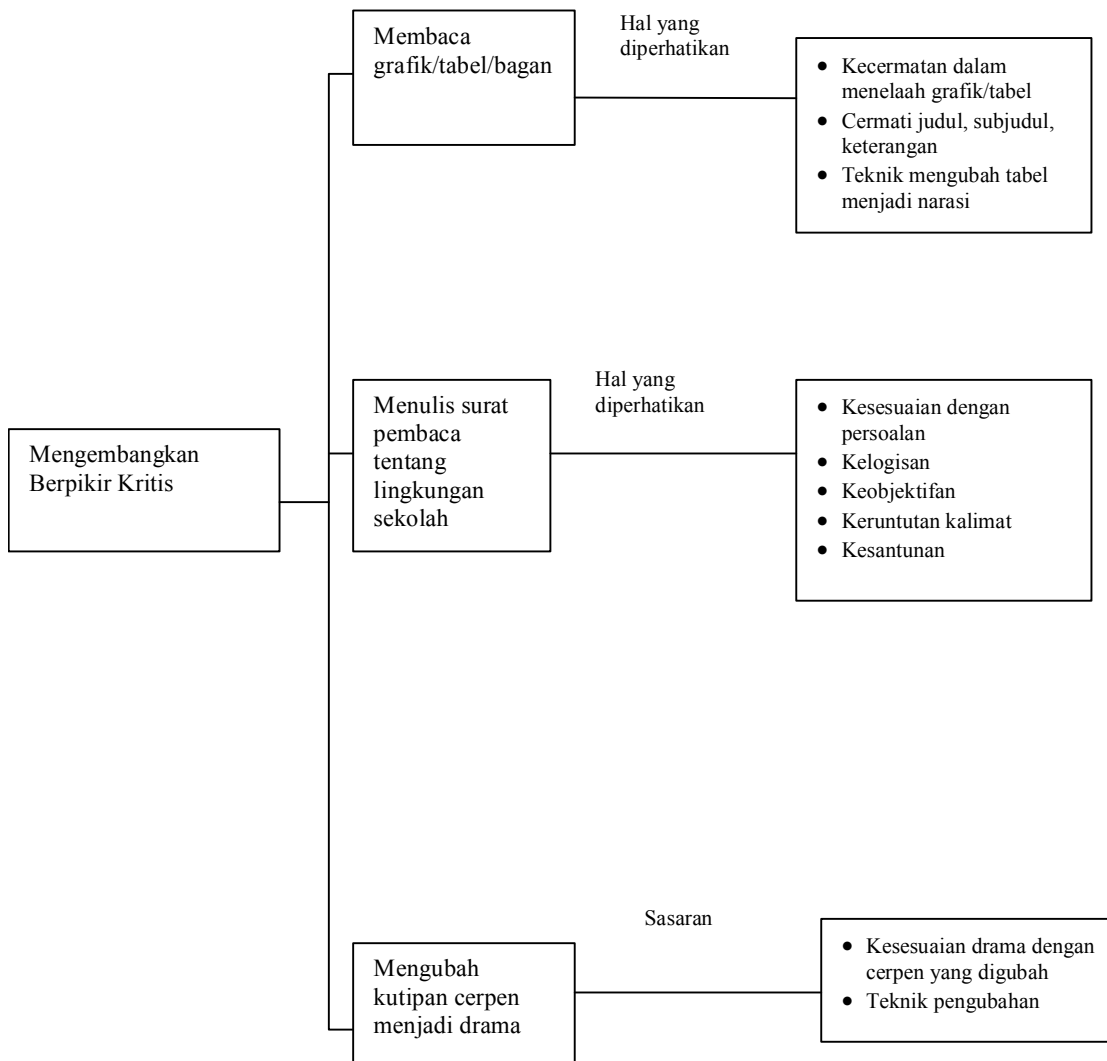 Membaca
grafik/tabel/bagan
Hal yang
diperhatikan
• Kecermatan dalam
menelaah grafik/tabel
• Cermati judul, subjudul,
keterangan
• Teknik mengubah tabel
menjadi narasi
Mengembangkan
Berpikir Kritis
Menulis surat
pembaca
tentang
lingkungan
sekolah
Hal yang
diperhatikan
• Kesesuaian dengan
persoalan
• Kelogisan
• Keobjektifan
• Keruntutan kalimat
• Kesantunan
Mengubah
kutipan cerpen
menjadi drama
Sasaran
• Kesesuaian drama dengan
cerpen yang digubah
• Teknik pengubahan